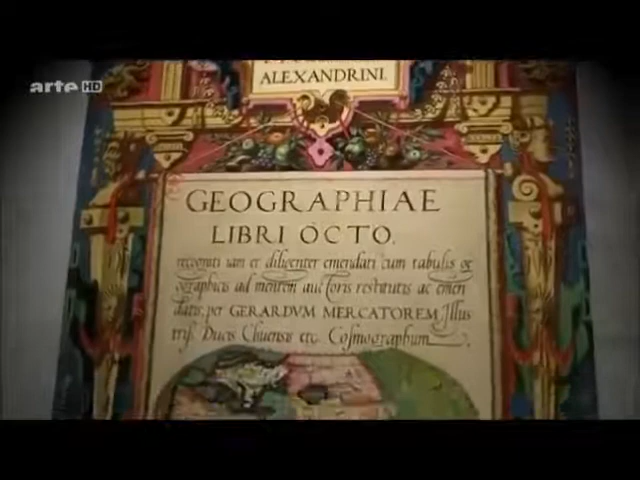 arte HD
ALEXANDRINI
GEOGRAPHIAE
LIBRI OCTO,
recogniti iam et diligenter emendati cum tabulis ge
ographicis ad mentem auctoris restitutis ac emen
datis, per GERARDVM MERCATOREM Illus
tris: Ducis Cliuensis etc. Cosmographum